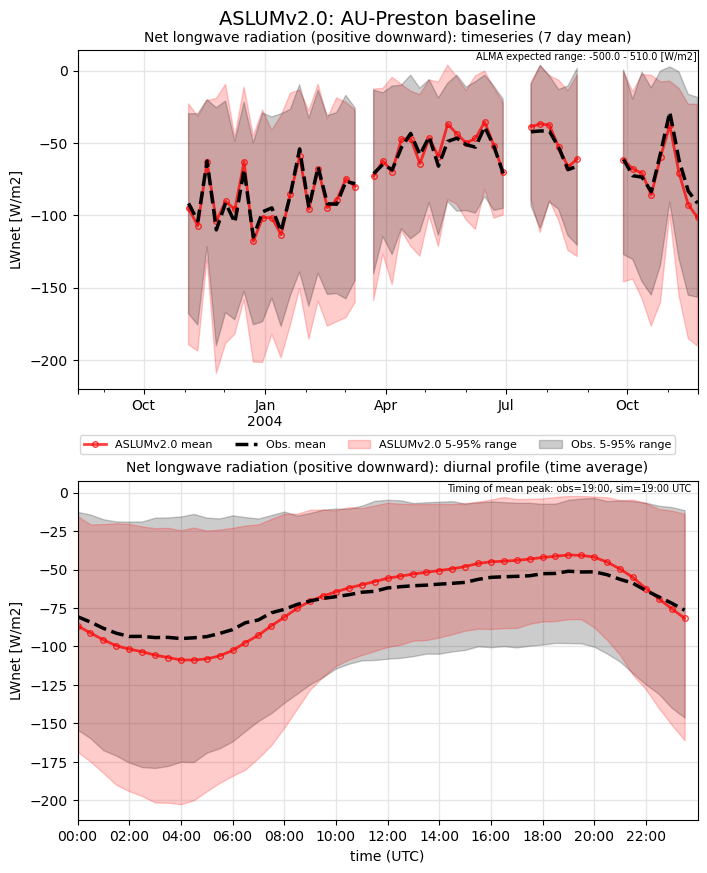 ASLUMv2.0: AU-Preston baseline
Net longwave radiation (positive downward): timeseries (7 day mean)
ALMA expected range: -500.0 - 510.0 [W/m2]
0
−50
−100
−150
−200
LWnet [W/m2]
Oct Jan Apr Jul Oct
2004
ASLUMv2.0 mean Obs. mean ASLUMv2.0 5-95% range Obs. 5-95% range
Net longwave radiation (positive downward): diurnal profile (time average)
Timing of mean peak: obs=19:00, sim=19:00 UTC
0
−25
−50
−75
−100
−125
−150
−175
−200
LWnet [W/m2]
00:00 02:00 04:00 06:00 08:00 10:00 12:00 14:00 16:00 18:00 20:00 22:00
time (UTC)